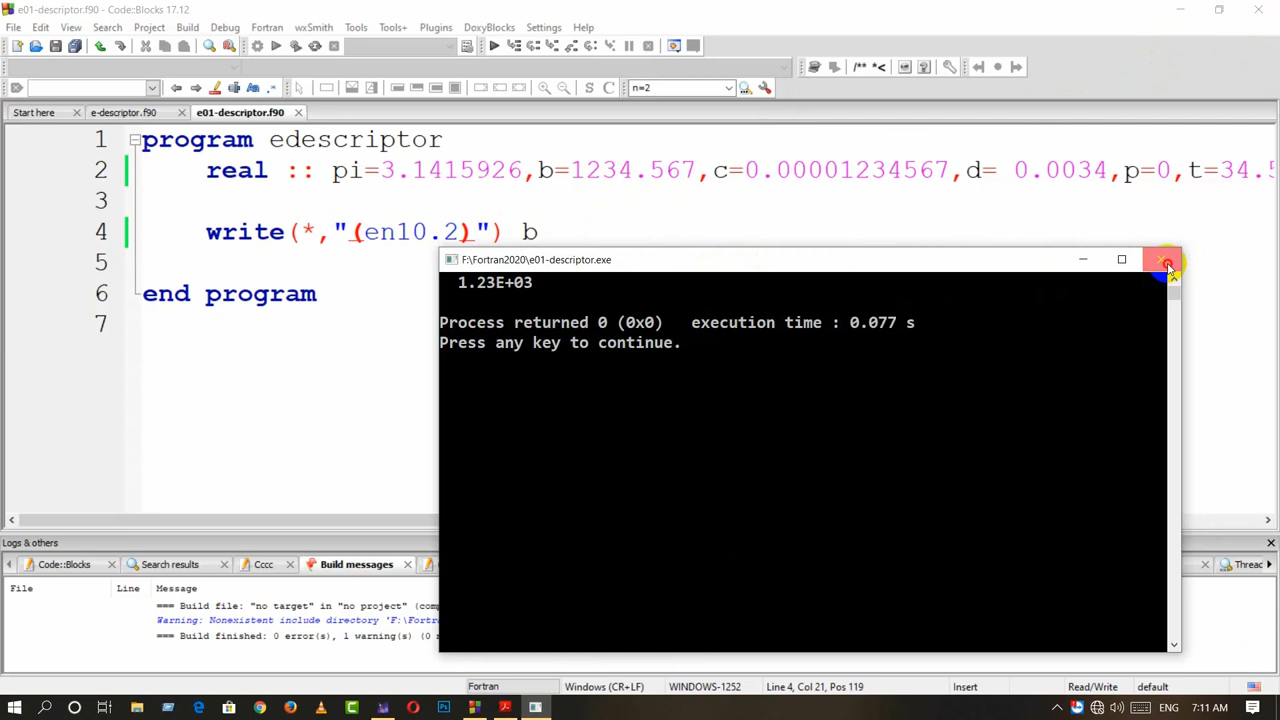 e01-descriptor.f90 - Code::Blocks 17.12
File Edit View Search Project Build Debug Fortran wxSmith Tools Tools+ Plugins DoxyBlocks Settings Help
/** *<
S C n=2
Start here e-descriptor.f90 e01-descriptor.f90
1 program edescriptor
2 real :: pi=3.1415926,b=1234.567,c=0.00001234567,d= 0.0034,p=0,t=34.5
3
4 write(*,"(en10.2)") b
5
6 end program
7
F:\Fortran2020\e01-descriptor.exe
1.23E+03
Process returned 0 (0x0) execution time : 0.077 s
Press any key to continue.
Logs & others
Code::Blocks Search results Cccc Build messages Threac
File Line Message
=== Build file: "no target" in "no project" (comp
Warning: Nonexistent include directory 'F:\Fortr
=== Build finished: 0 error(s), 1 warning(s) (0 m
Fortran Windows (CR+LF) WINDOWS-1252 Line 4, Col 21, Pos 119 Insert Read/Write default
ENG 7:11 AM